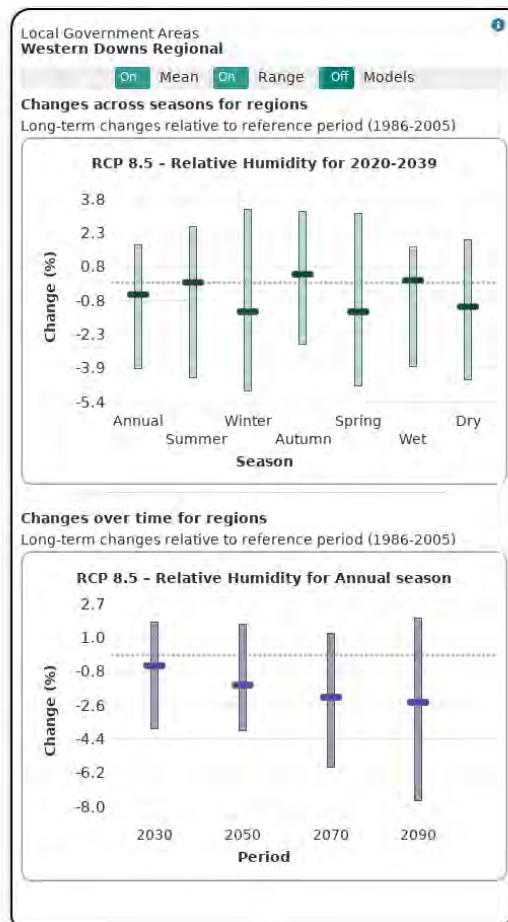 Local Government Areas
Western Downs Regional
On Mean On Range Off Models
Changes across seasons for regions
Long-term changes relative to reference period (1986-2005)
RCP 8.5 – Relative Humidity for 2020-2039
Change (%)
3.8
2.3
0.8
-0.8
-2.3
-3.9
-5.4
Annual Winter Spring Dry
Summer Autumn Wet
Season
Changes over time for regions
Long-term changes relative to reference period (1986-2005)
RCP 8.5 – Relative Humidity for Annual season
Change (%)
2.7
1.0
-0.8
-2.6
-4.4
-6.2
-8.0
2030 2050 2070 2090
Period